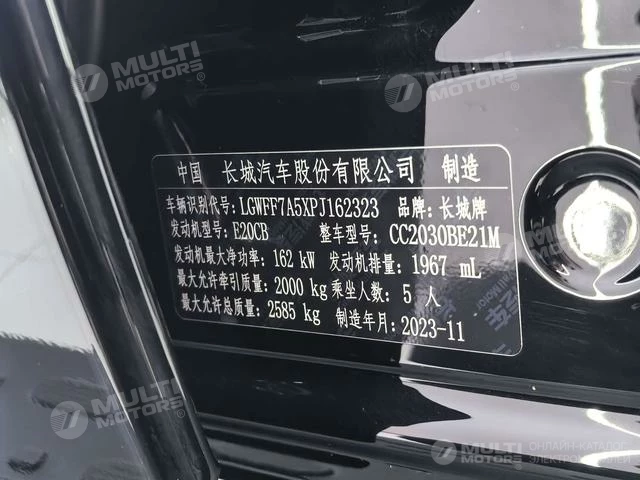 MULTI
MOTORS
MULTI
MOTORS
中国 长城汽车股份有限公司 制造
车辆识别代号: LGWFF7A5XPJ162323 品牌: 长城牌
发动机型号: E20CB 整车型号: CC2030BE21M
发动机最大净功率: 162 kW 发动机排量: 1967 mL
最大允许牵引质量: 2000 kg 乘坐人数: 5 人
最大允许总质量: 2585 kg 制造年月: 2023-11
MULTI
MOTORS
MULTI
MOTORS
ОНЛАЙН-КАТАЛОГ